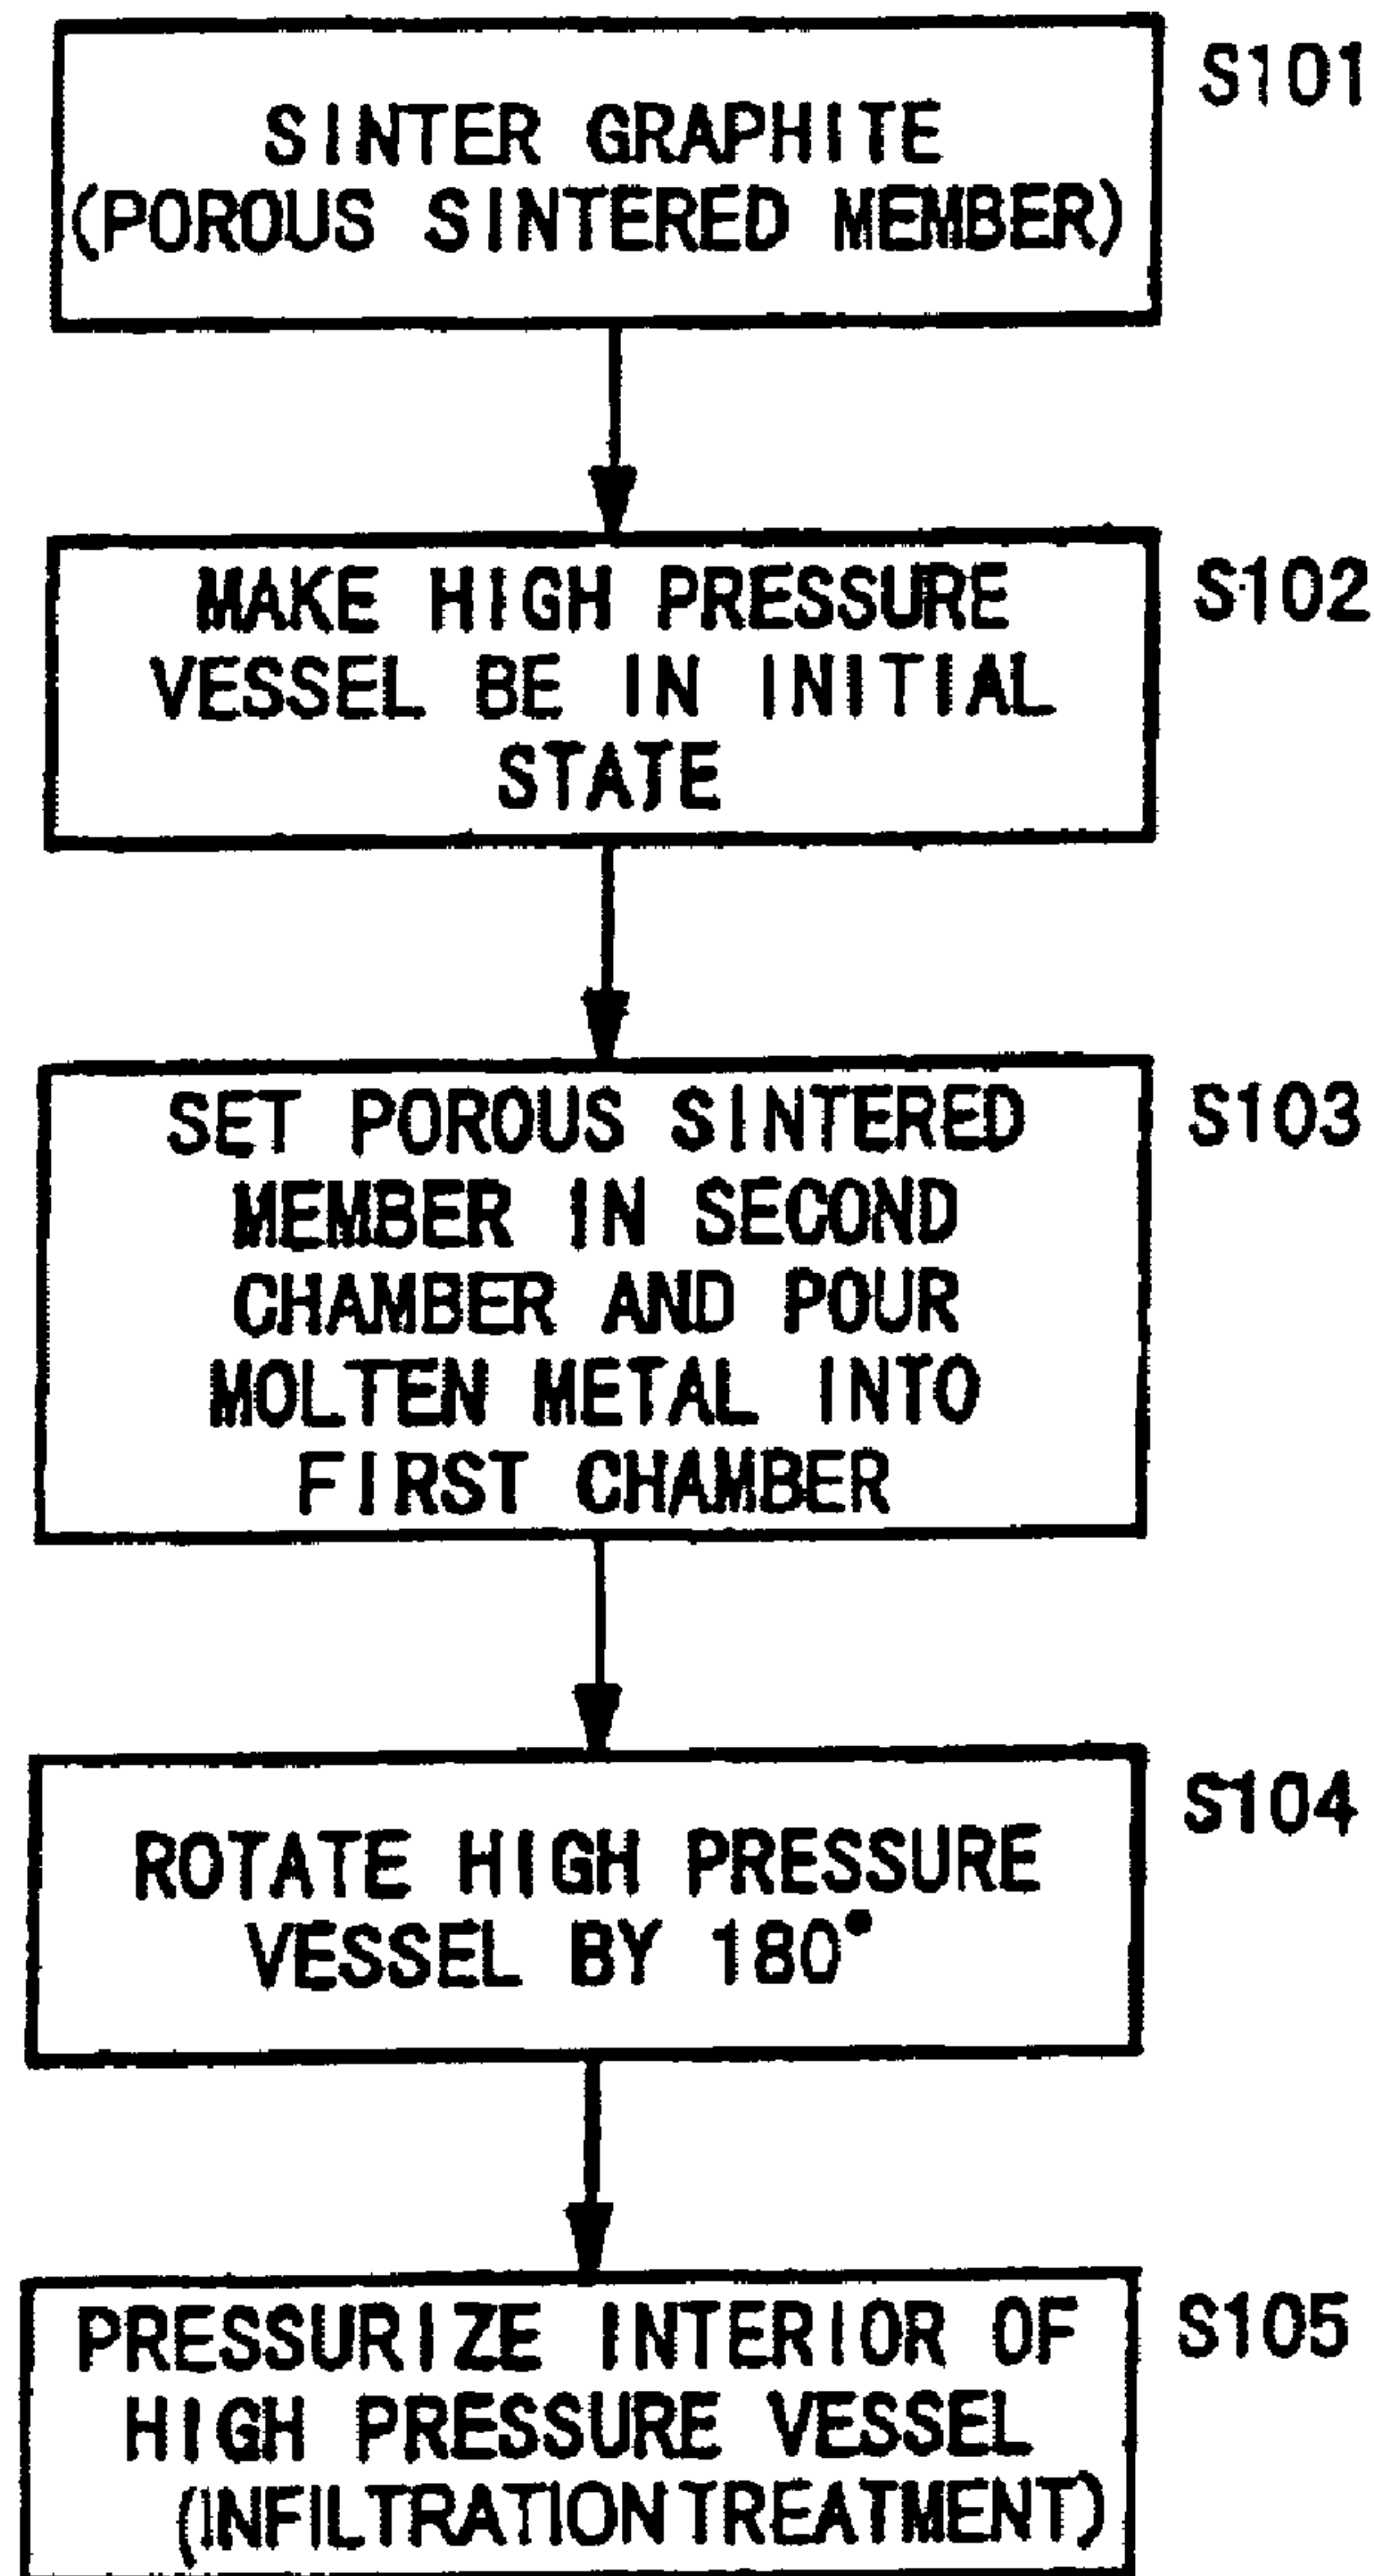 SINTER GRAPHITE
(POROUS SINTERED MEMBER)
S101
MAKE HIGH PRESSURE
VESSEL BE IN INITIAL
STATE
S102
SET POROUS SINTERED
MEMBER IN SECOND
CHAMBER AND POUR
MOLTEN METAL INTO
FIRST CHAMBER
S103
ROTATE HIGH PRESSURE
VESSEL BY 180°
S104
PRESSURIZE INTERIOR OF
HIGH PRESSURE VESSEL
(INFILTRATION TREATMENT)
S105